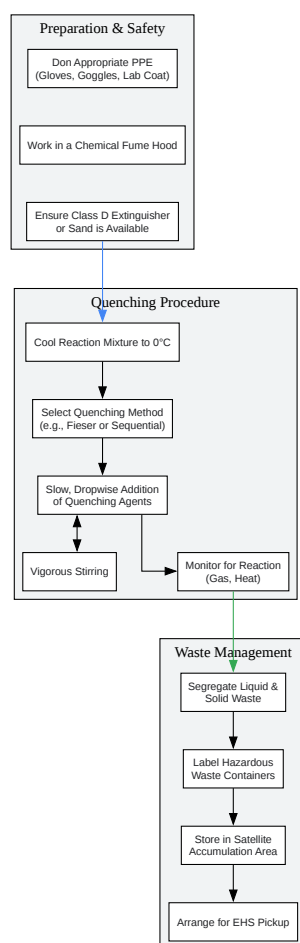 Preparation & Safety
Don Appropriate PPE
(Gloves, Goggles, Lab Coat)
Work in a Chemical Fume Hood
Ensure Class D Extinguisher
or Sand is Available
Quenching Procedure
Cool Reaction Mixture to 0°C
Select Quenching Method
(e.g., Fieser or Sequential)
Slow, Dropwise Addition
of Quenching Agents
Vigorous Stirring
Monitor for Reaction
(Gas, Heat)
Waste Management
Segregate Liquid &
Solid Waste
Label Hazardous
Waste Containers
Store in Satellite
Accumulation Area
Arrange for EHS Pickup